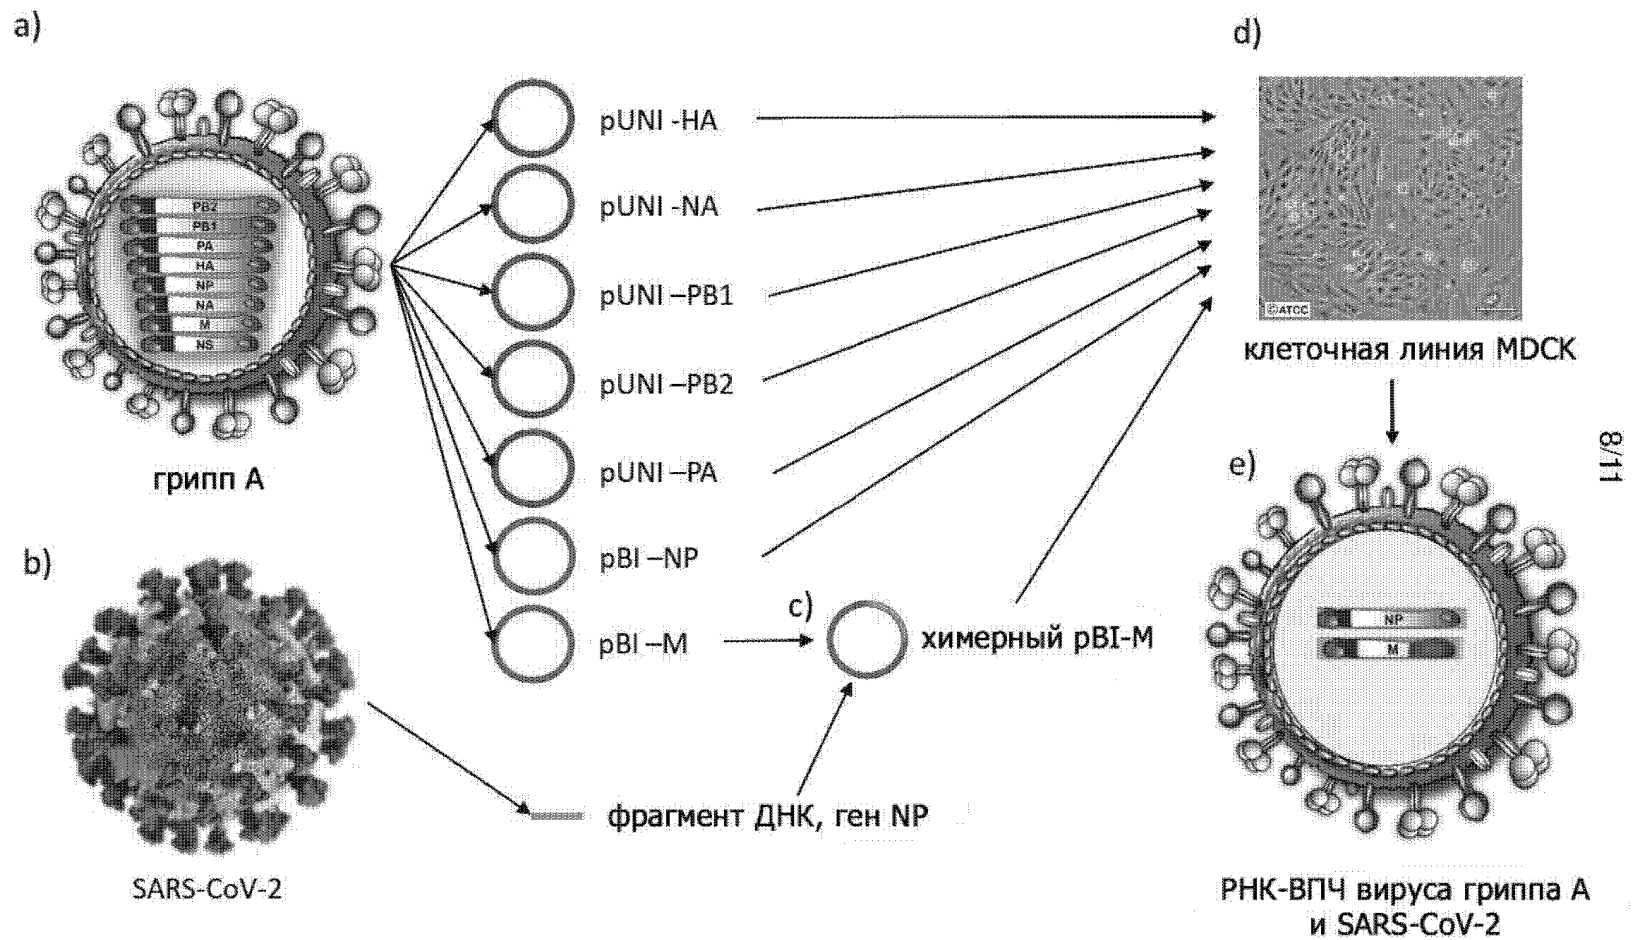 a)
PB2
PB1
PA
HA
NP
NA
M
NS
грипп А
b)
SARS-CoV-2
pUNI -HA
pUNI -NA
pUNI –PB1
pUNI –PB2
pUNI –PA
pBI –NP
pBI –M
c)
химерный pBI-M
фрагмент ДНК, ген NP
d)
©ATCC
клеточная линия MDCK
e)
NP
M
РНК-ВПЧ вируса гриппа А
и SARS-CoV-2
8/11